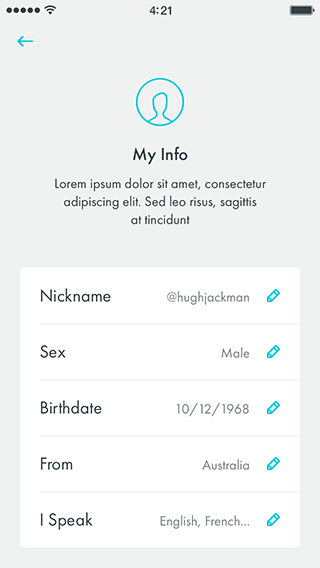 4:21
My Info
Lorem ipsum dolor sit amet, consectetur
adipiscing elit. Sed leo risus, sagittis
at tincidunt
Nickname @hughjackman
Sex Male
Birthdate 10/12/1968
From Australia
I Speak English, French...